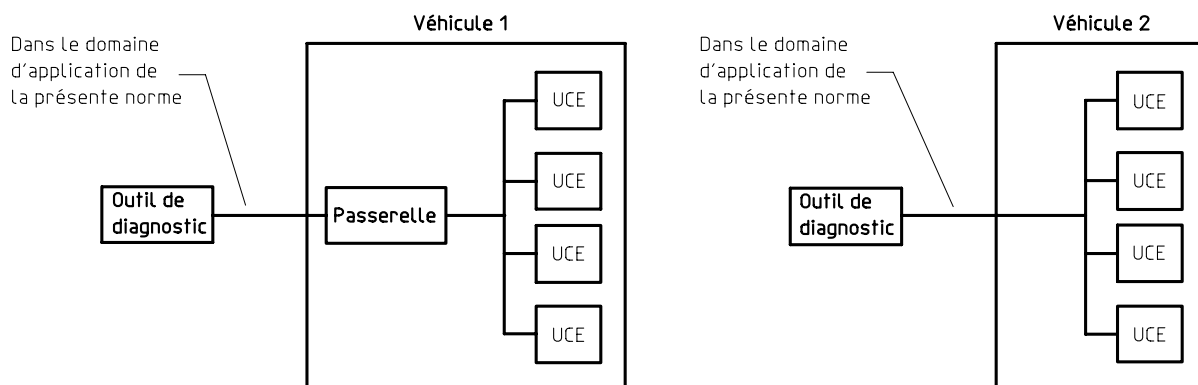 Véhicule 1
Dans le domaine
d'application de
la présente norme
UCE
UCE
UCE
UCE
Outil de
diagnostic
Passerelle
Véhicule 2
Dans le domaine
d'application de
la présente norme
UCE
UCE
UCE
UCE
Outil de
diagnostic